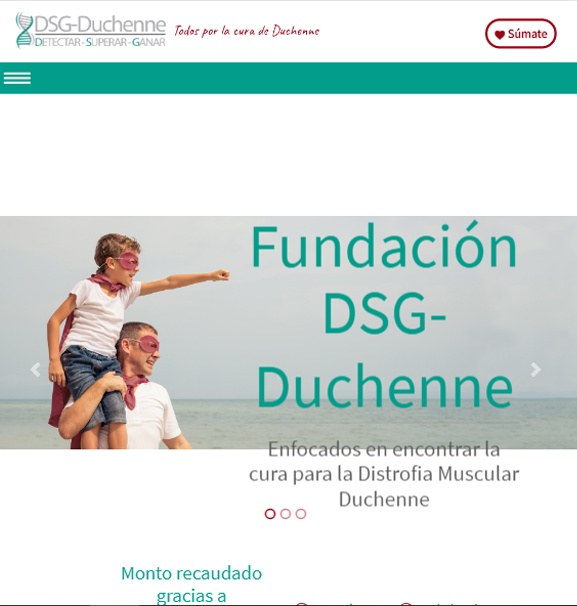 DSG-Duchenne
DETECTAR - SUPERAR - GANAR
Todos por la cura de Duchenne
Súmate
Fundación
DSG-
Duchenne
Enfocados en encontrar la
cura para la Distrofia Muscular
Duchenne
Monto recaudado
gracias a